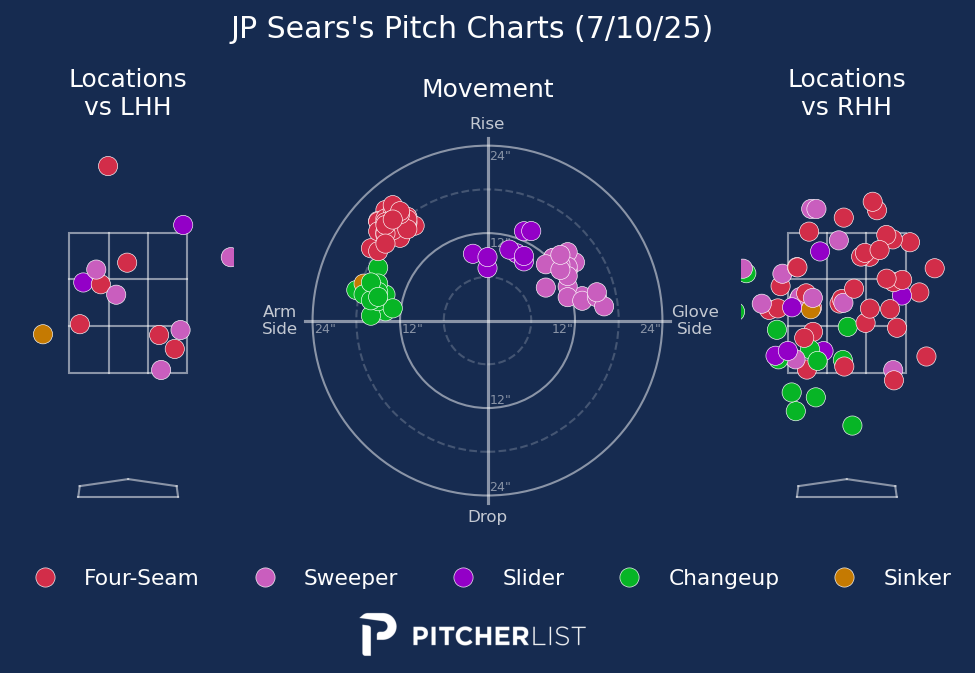 JP Sears's Pitch Charts (7/10/25)
Locations
vs LHH
Movement
Locations
vs RHH
Rise
24"
12"
Arm
Side
24"
12"
12"
24"
Glove
Side
12"
24"
Drop
Four-Seam
Sweeper
Slider
Changeup
Sinker
PITCHERLIST